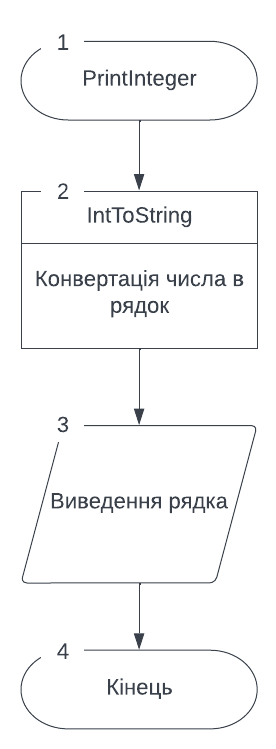 1
PrintInteger
2
IntToString
Конвертація числа в
рядок
3
Виведення рядка
4
Кінець